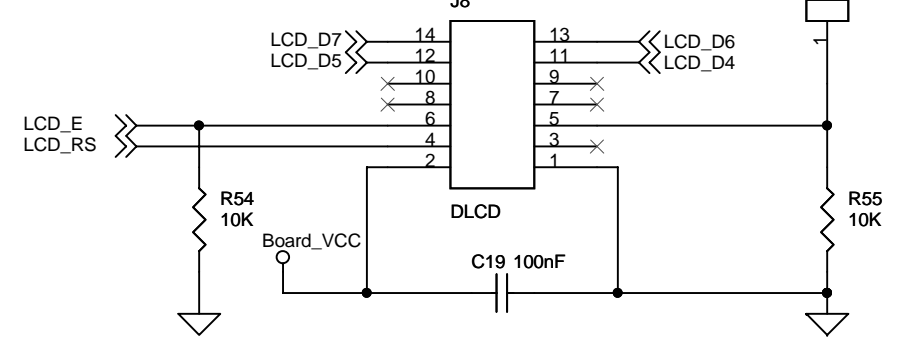 J8
LCD_D7 14 13 LCD_D6
LCD_D5 12 11 LCD_D4
10 9
8 7
LCD_E 6 5
LCD_RS 4 3
2 1
1
R54
10K
R55
10K
DLCD
Board_VCC
C19 100nF